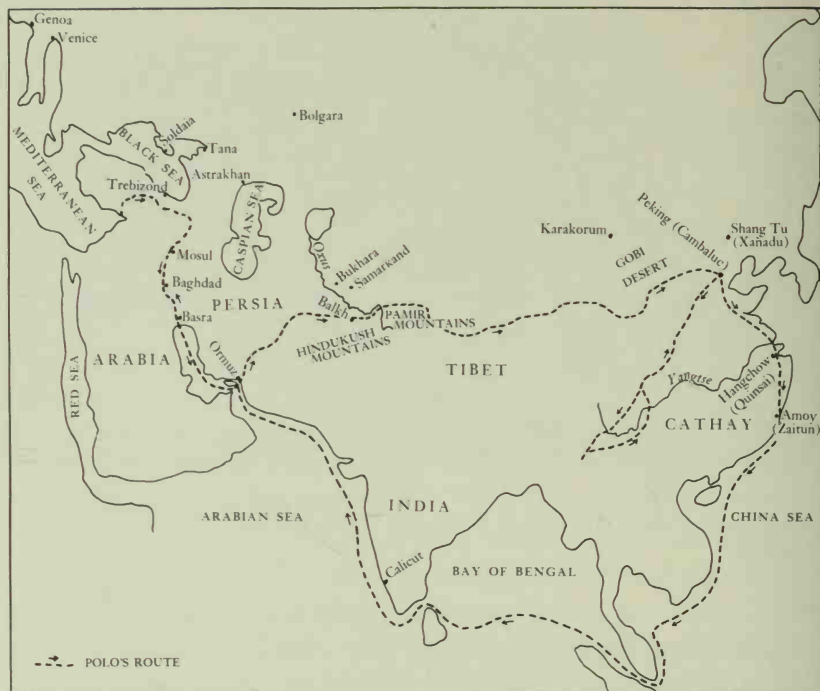 Genoa
Venice
Bolgara
MEDITERRANEAN
SEA
BLACK SEA
Soldaia
Tana
Astrakhan
Trebizond
CASPIAN SEA
Oxus
Bukhara
Samarkand
Karakorum
Peking (Cambaluc)
Shang Tu
(Xanadu)
GOBI
DESERT
Mosul
Baghdad
PERSIA
Basra
Balkh
PAMIR
MOUNTAINS
HINDUKUSH
MOUNTAINS
Ormuz
ARABIA
RED SEA
TIBET
Yangtse
Hangchow
(Quinsai)
CATHAY
Amoy
(Zaitun)
INDIA
ARABIAN SEA
CHINA SEA
Calicut
BAY OF BENGAL
POLO'S ROUTE